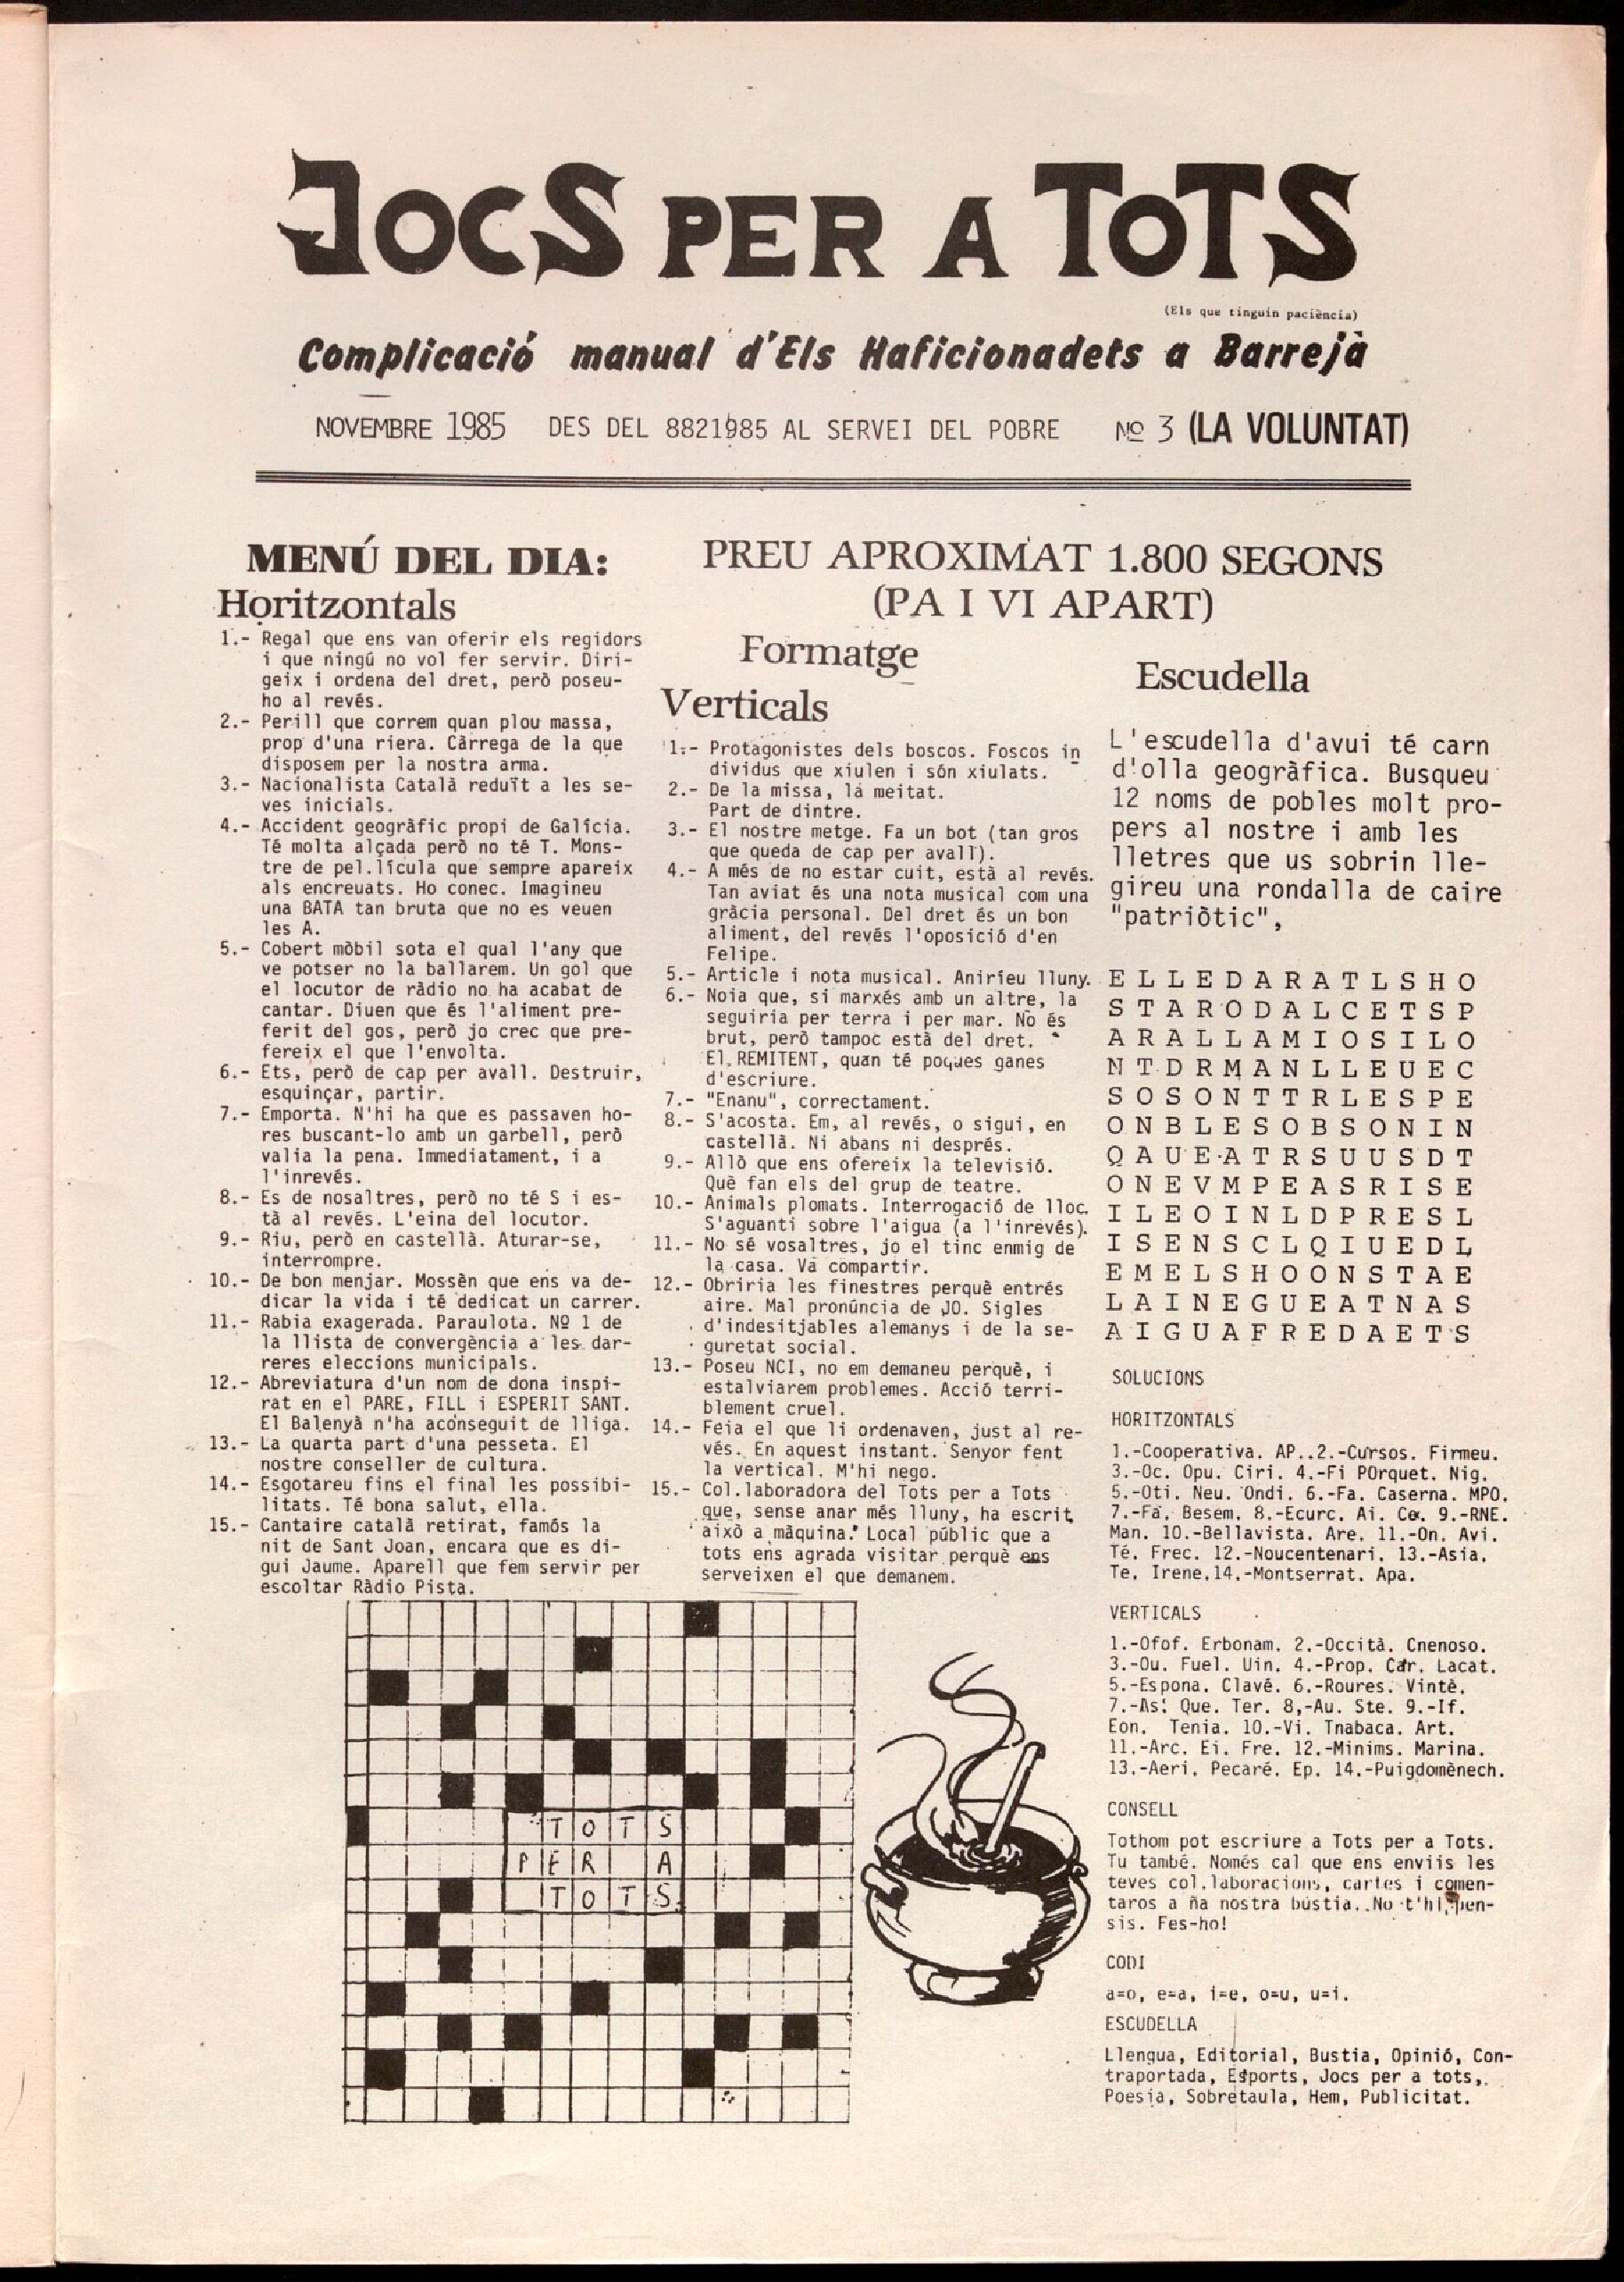 JOCS PER A TOTS
(Els que tinguin paciència)
Complicació manual d'Els Haficionadets a Barrejà
NOVEMBRE 1985 DES DEL 8821985 AL SERVEI DEL POBRE Nº 3 (LA VOLUNTAT)
MENÚ DEL DIA:
PREU APROXIMAT 1.800 SEGONS
(PA I VI APART)
Horitzontals
1.- Regal que ens van oferir els regidors
i que ningú no vol fer servir. Diri-
geix i ordena del dret, però poseu-
ho al revés.
2.- Perill que correm quan plou massa,
prop d'una riera. Càrrega de la que
disposem per la nostra arma.
3.- Nacionalista Català reduït a les se-
ves inicials.
4.- Accident geogràfic propi de Galícia.
Té molta alçada però no té T. Mons-
tre de pel.lícula que sempre apareix
als encreuats. Ho conec. Imagineu
una BATA tan bruta que no es veuen
les A.
5.- Cobert mòbil sota el qual l'any que
ve potser no la ballarem. Un gol que
el locutor de ràdio no ha acabat de
cantar. Diuen que és l'aliment pre-
ferit del gos, però jo crec que pre-
fereix el que l'envolta.
6.- Ets, però de cap per avall. Destruir,
esquinçar, partir.
7.- Emporta. N'hi ha que es passaven ho-
res buscant-lo amb un garbell, però
valia la pena. Immediatament, i a
l'inrevés.
8.- Es de nosaltres, però no té S i es-
tà al revés. L'eina del locutor.
9.- Riu, però en castellà. Aturar-se,
interrompre.
10.- De bon menjar. Mossèn que ens va de-
dicar la vida i té dedicat un carrer.
11.- Rabia exagerada. Paraulota. Nº 1 de
la llista de convergència a les dar-
reres eleccions municipals.
12.- Abreviatura d'un nom de dona inspi-
rat en el PARE, FILL i ESPERIT SANT.
El Balenyà n'ha aconseguit de lliga.
13.- La quarta part d'una pesseta. El
nostre conseller de cultura.
14.- Esgotareu fins el final les possibi-
litats. Té bona salut, ella.
15.- Cantaire català retirat, famós la
nit de Sant Joan, encara que es di-
gui Jaume. Aparell que fem servir per
escoltar Ràdio Pista.
Formatge
Verticals
1.- Protagonistes dels boscos. Foscos in
dividus que xiulen i són xiulats.
2.- De la missa, la meitat.
Part de dintre.
3.- El nostre metge. Fa un bot (tan gros
que queda de cap per avall).
4.- A més de no estar cuit, està al revés.
Tan aviat és una nota musical com una
gràcia personal. Del dret és un bon
aliment, del revés l'oposició d'en
Felipe.
5.- Article i nota musical. Aniríeu lluny.
6.- Noia que, si marxés amb un altre, la
seguiria per terra i per mar. No és
brut, però tampoc està del dret.
El REMITENT, quan té poques ganes
d'escriure.
7.- "Enanu", correctament.
8.- S'acosta. Em, al revés, o sigui, en
castellà. Ni abans ni després.
9.- Allò que ens ofereix la televisió.
Què fan els del grup de teatre.
10.- Animals plomats. Interrogació de lloc.
S'aguanti sobre l'aigua (a l'inrevés).
11.- No sé vosaltres, jo el tinc enmig de
la casa. Va compartir.
12.- Obriria les finestres perquè entrés
aire. Mal pronúncia de JO. Sigles
d'indesitjables alemanys i de la se-
guretat social.
13.- Poseu NCI, no em demaneu perquè, i
estalviarem problemes. Acció terri-
blement cruel.
14.- Feia el que li ordenaven, just al re-
vés. En aquest instant. Senyor fent
la vertical. M'hi nego.
15.- Col.laboradora del Tots per a Tots
que, sense anar més lluny, ha escrit
això a màquina. Local públic que a
tots ens agrada visitar perquè ens
serveixen el que demanem.
TOTS
PER A
TOTS
Escudella
L'escudella d'avui té carn
d'olla geogràfica. Busqueu
12 noms de pobles molt pro-
pers al nostre i amb les
lletres que us sobrin lle-
gireu una rondalla de caire
"patriòtic",
E L L E D A R A T L S H O
S T A R O D A L C E T S P
A R A L L A M I O S I L O
N T D R M A N L L E U E C
S O S O N T T R L E S P E
O N B L E S O B S O N I N
Q A U E A T R S U U S D T
O N E V M P E A S R I S E
I L E O I N L D P R E S L
I S E N S C L Q I U E D L
E M E L S H O O N S T A E
L A I N E G U E A T N A S
A I G U A F R E D A E T S
SOLUCIONS
HORITZONTALS
1.-Cooperativa. AP..2.-Cursos. Firmeu.
3.-Oc. Opu. Ciri. 4.-Fi POrquet. Nig.
5.-Oti. Neu. Ondi. 6.-Fa. Caserna. MPO.
7.-Fa. Besem. 8.-Ecurc. Ai. Ce. 9.-RNE.
Man. 10.-Bellavista. Are. 11.-On. Avi.
Té. Frec. 12.-Noucentenari. 13.-Asia.
Te. Irene.14.-Montserrat. Apa.
VERTICALS
1.-Ofof. Erbonam. 2.-Occità. Cnenoso.
3.-Ou. Fuel. Uin. 4.-Prop. Car. Lacat.
5.-Espona. Clavé. 6.-Roures. Vintè.
7.-As. Que. Ter. 8,-Au. Ste. 9.-If.
Eon. Tenia. 10.-Vi. Tnabaca. Art.
11.-Arc. Ei. Fre. 12.-Minims. Marina.
13.-Aeri. Pecaré. Ep. 14.-Puigdomènech.
CONSELL
Tothom pot escriure a Tots per a Tots.
Tu també. Només cal que ens enviïs les
teves col.laboracions, cartes i comen-
taros a ña nostra bústia. No t'hi pen-
sis. Fes-ho!
CODI
a=o, e=a, i=e, o=u, u=i.
ESCUDELLA
Llengua, Editorial, Bustia, Opinió, Con-
traportada, Esports, Jocs per a tots,
Poesia, Sobretaula, Hem, Publicitat.